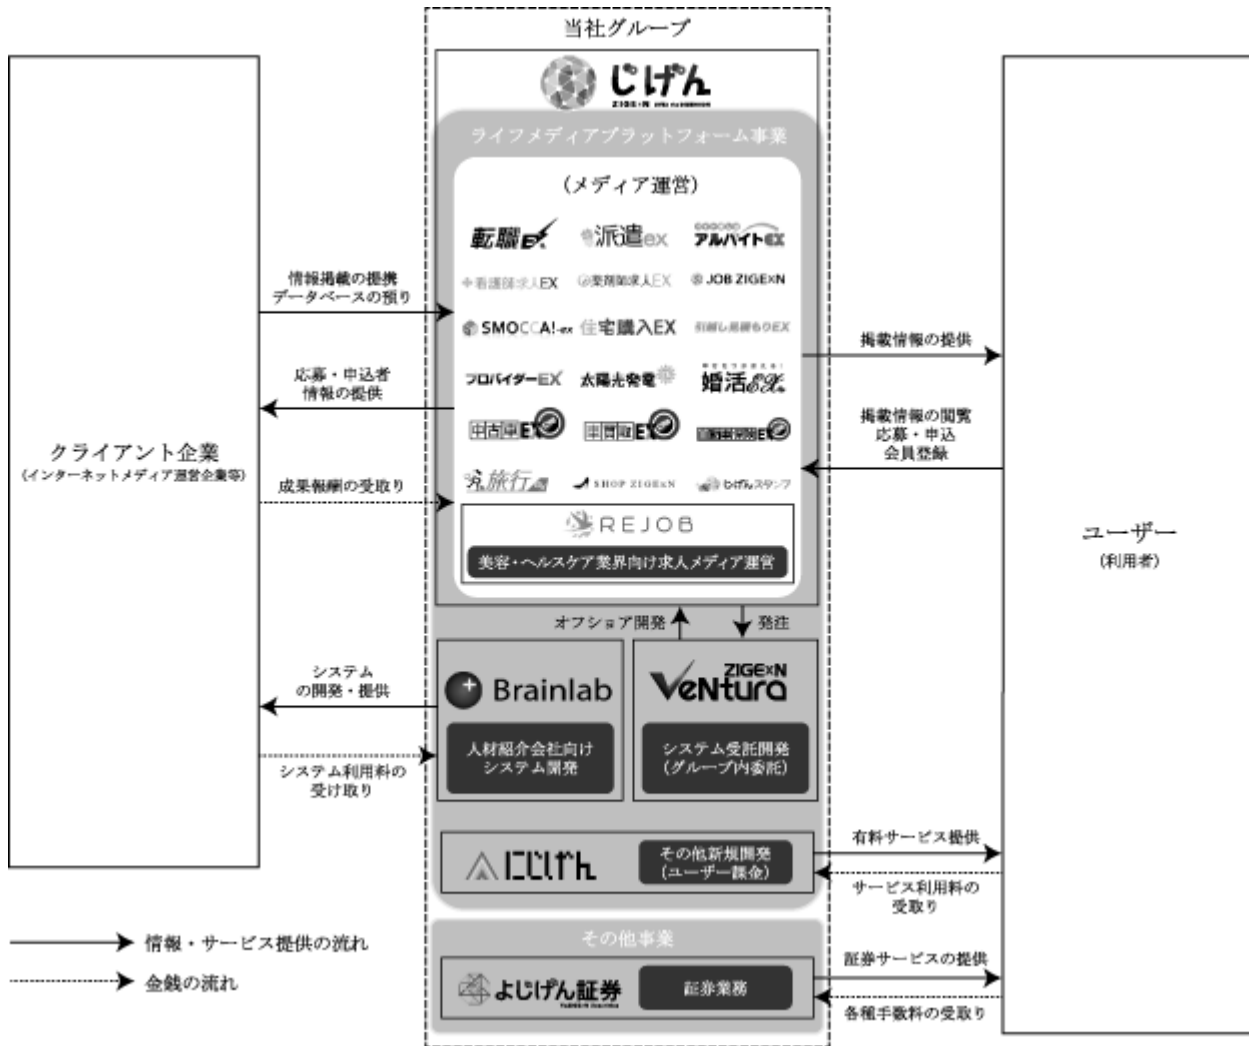 当社グループ
じげん
ZIGExN
ライフメディアプラットフォーム事業
(メディア運営)
転職EX
派遣ex
アルバイトEX
看護師求人EX
薬剤師求人EX
JOB ZIGExN
SMOCCA!-ex
住宅購入EX
引越し見積もりEX
プロバイダーEX
太陽光発電
婚活EX
中古車EX
車買取EX
旅行
SHOP ZIGExN
じげんスタンプ
REJOB
美容・ヘルスケア業界向け求人メディア運営
情報掲載の提携
データベースの預り
応募・申込者
情報の提供
クライアント企業
(インターネットメディア運営企業等)
成果報酬の受取り
掲載情報の提供
掲載情報の閲覧
応募・申込
会員登録
ユーザー
(利用者)
オフショア開発
発注
システム
の開発・提供
システム利用料の
受け取り
Brainlab
人材紹介会社向け
システム開発
ZIGExN
VeNtura
システム受託開発
(グループ内委託)
にじげん
その他新規開発
(ユーザー課金)
有料サービス提供
サービス利用料の
受取り
その他事業
よじげん証券
証券業務
証券サービスの提供
各種手数料の受取り
情報・サービス提供の流れ
金銭の流れ